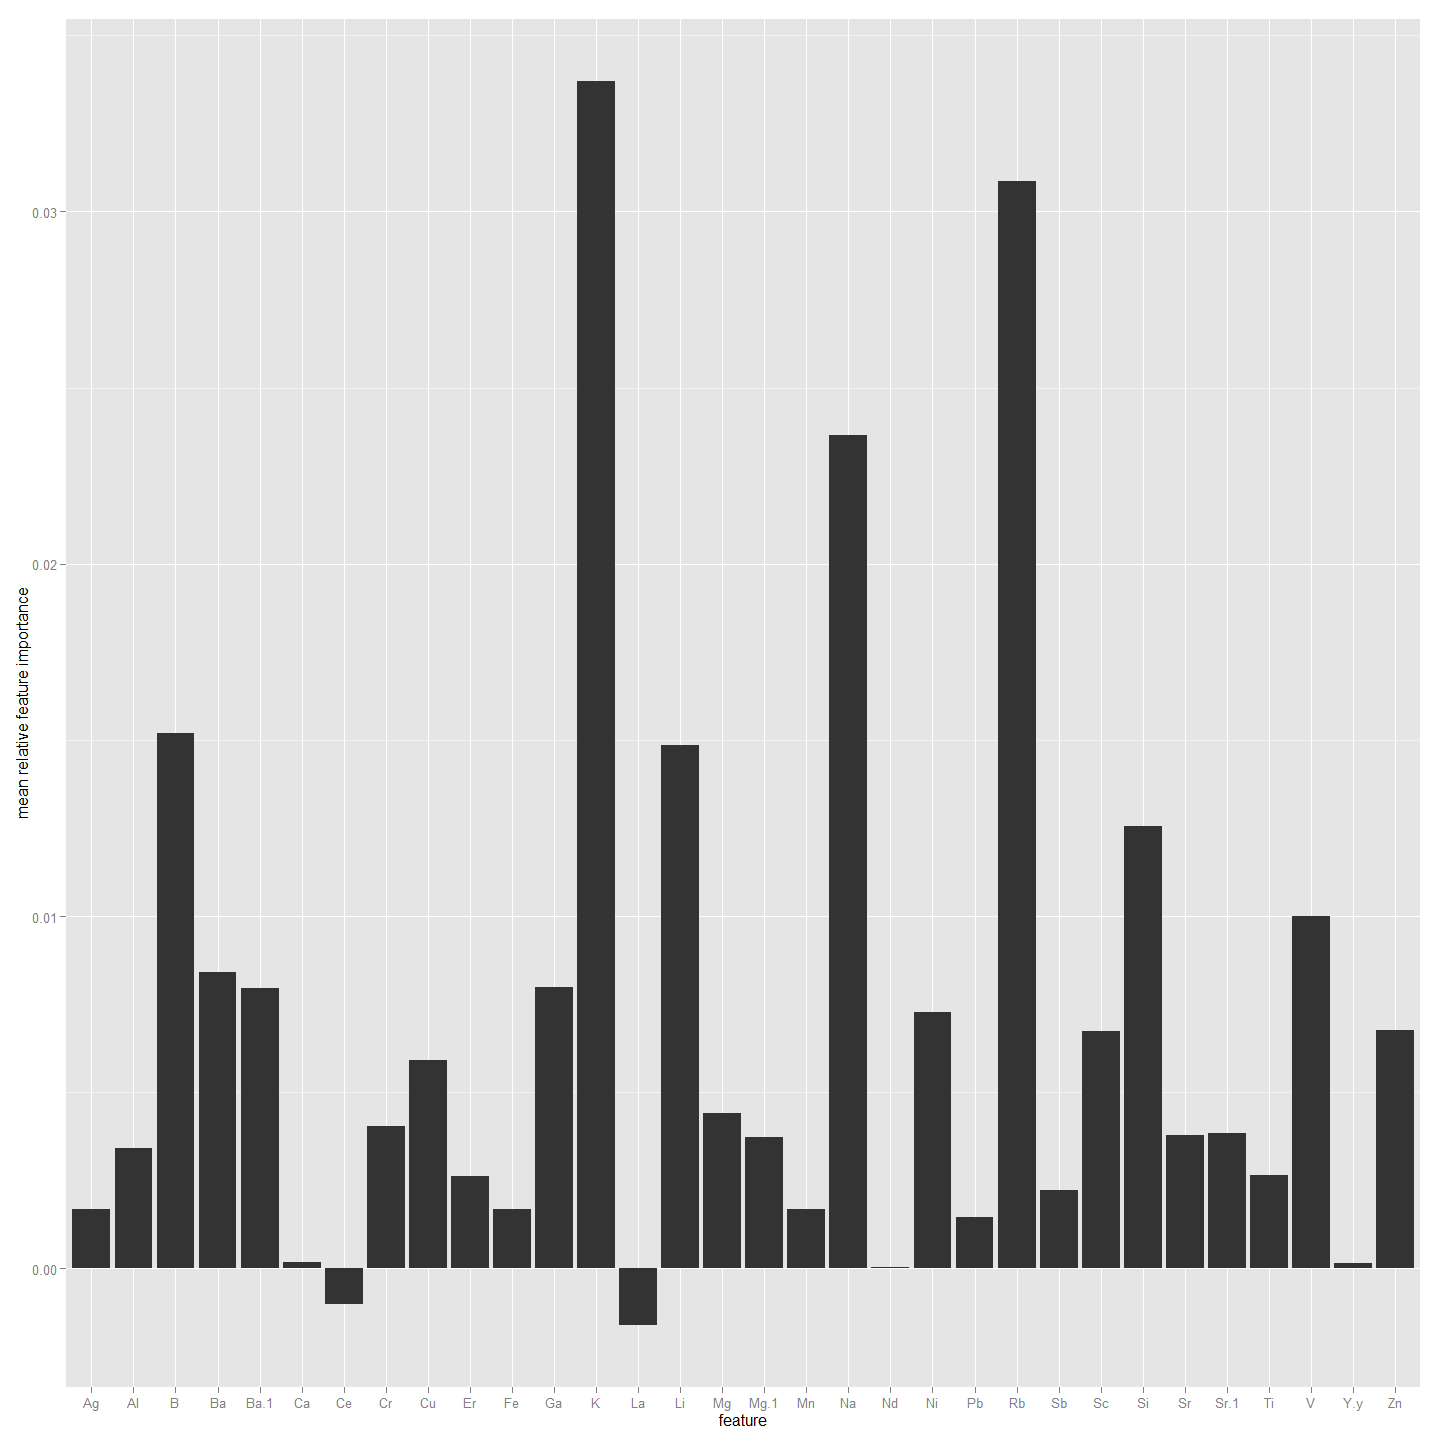 mean relative feature importance
0.03
0.02
0.01
0.00
Ag Al B Ba Ba.1 Ca Ce Cr Cu Er Fe Ga K La Li Mg Mg.1 Mn Na Nd Ni Pb Rb Sb Sc Si Sr Sr.1 Ti V Y.y Zn
feature